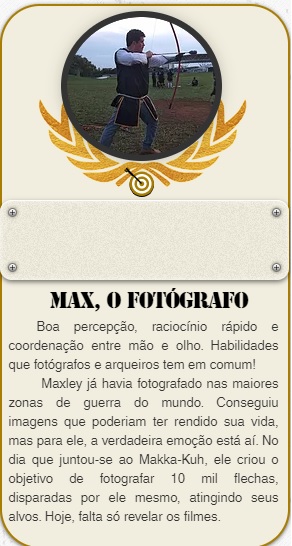 MAX, O FOTÓGRAFO
Boa percepção, raciocínio rápido e
coordenação entre mão e olho. Habilidades
que fotógrafos e arqueiros tem em comum!
Maxley já havia fotografado nas maiores
zonas de guerra do mundo. Conseguiu
imagens que poderiam ter rendido sua vida,
mas para ele, a verdadeira emoção está aí. No
dia que juntou-se ao Makka-Kuh, ele criou o
objetivo de fotografar 10 mil flechas,
disparadas por ele mesmo, atingindo seus
alvos. Hoje, falta só revelar os filmes.